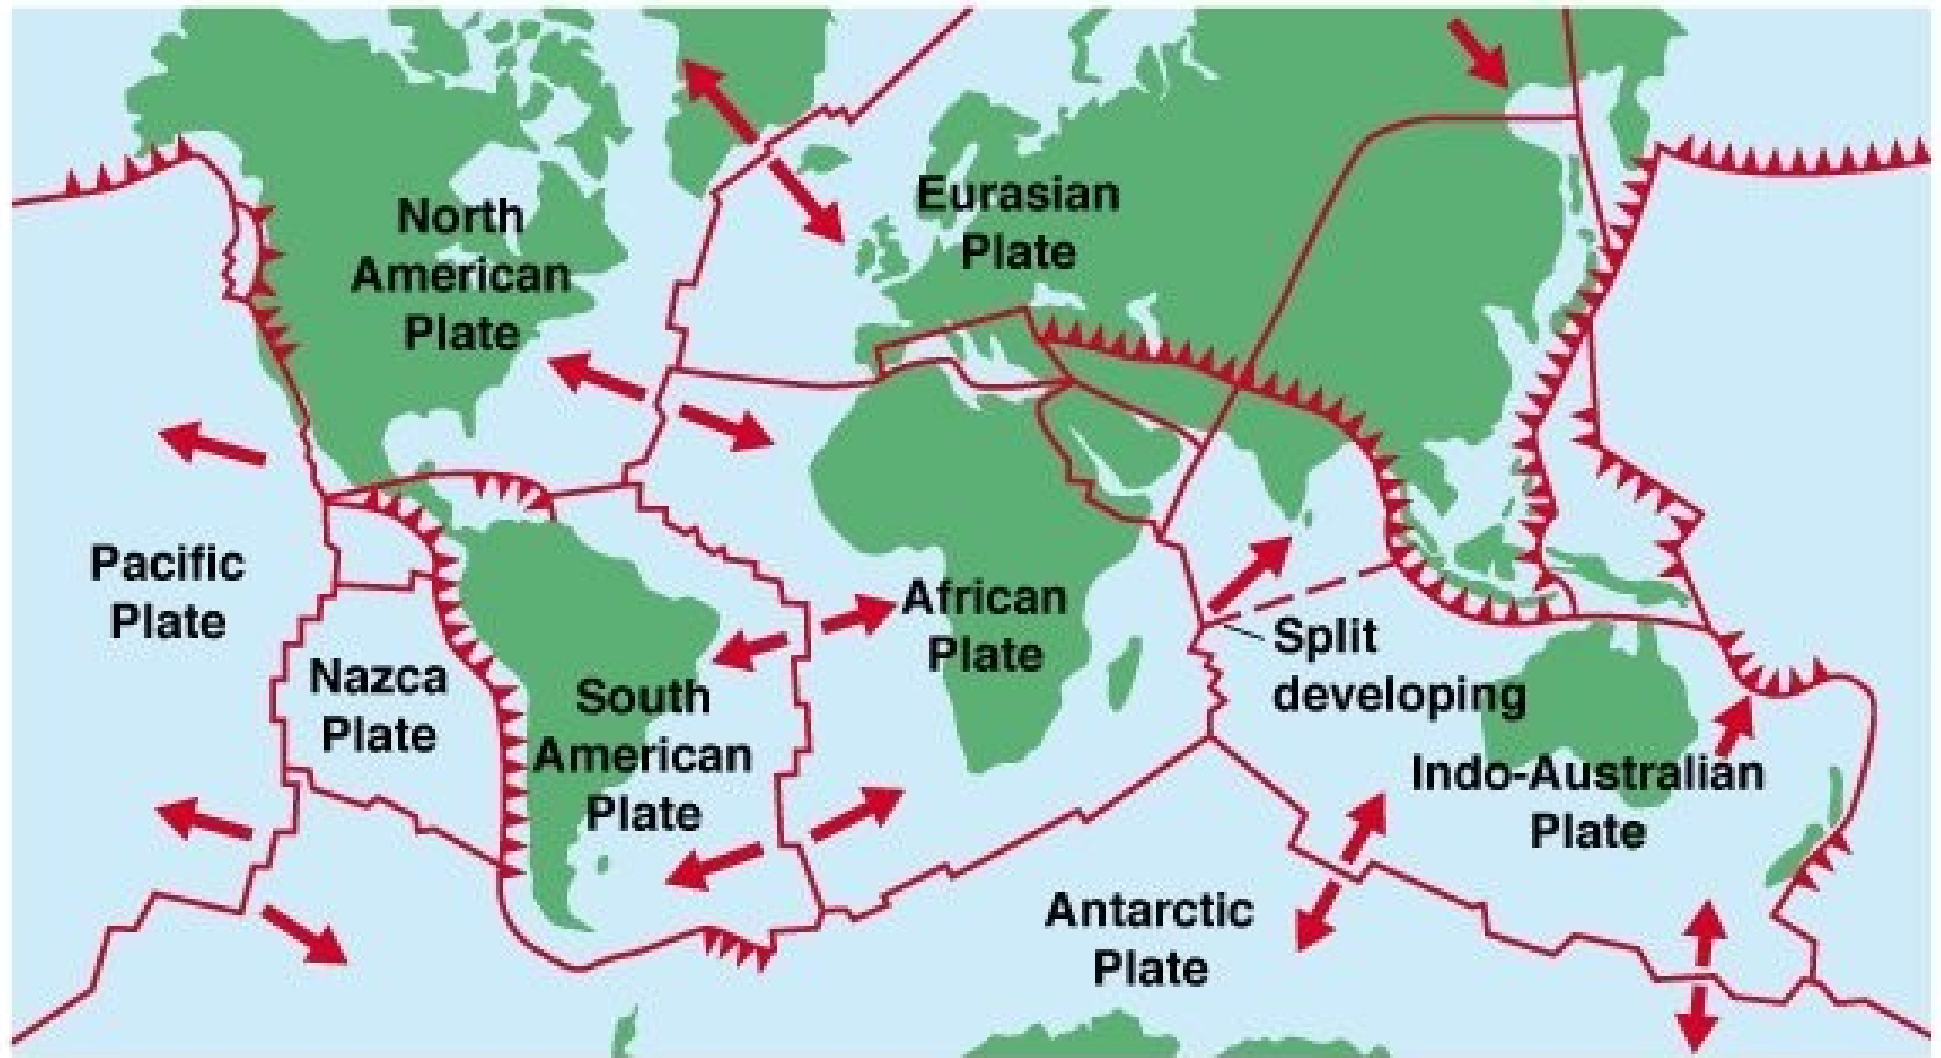 North
American
Plate
Eurasian
Plate
Pacific
Plate
Nazca
Plate
South
American
Plate
African
Plate
Split
developing
Indo-Australian
Plate
Antarctic
Plate